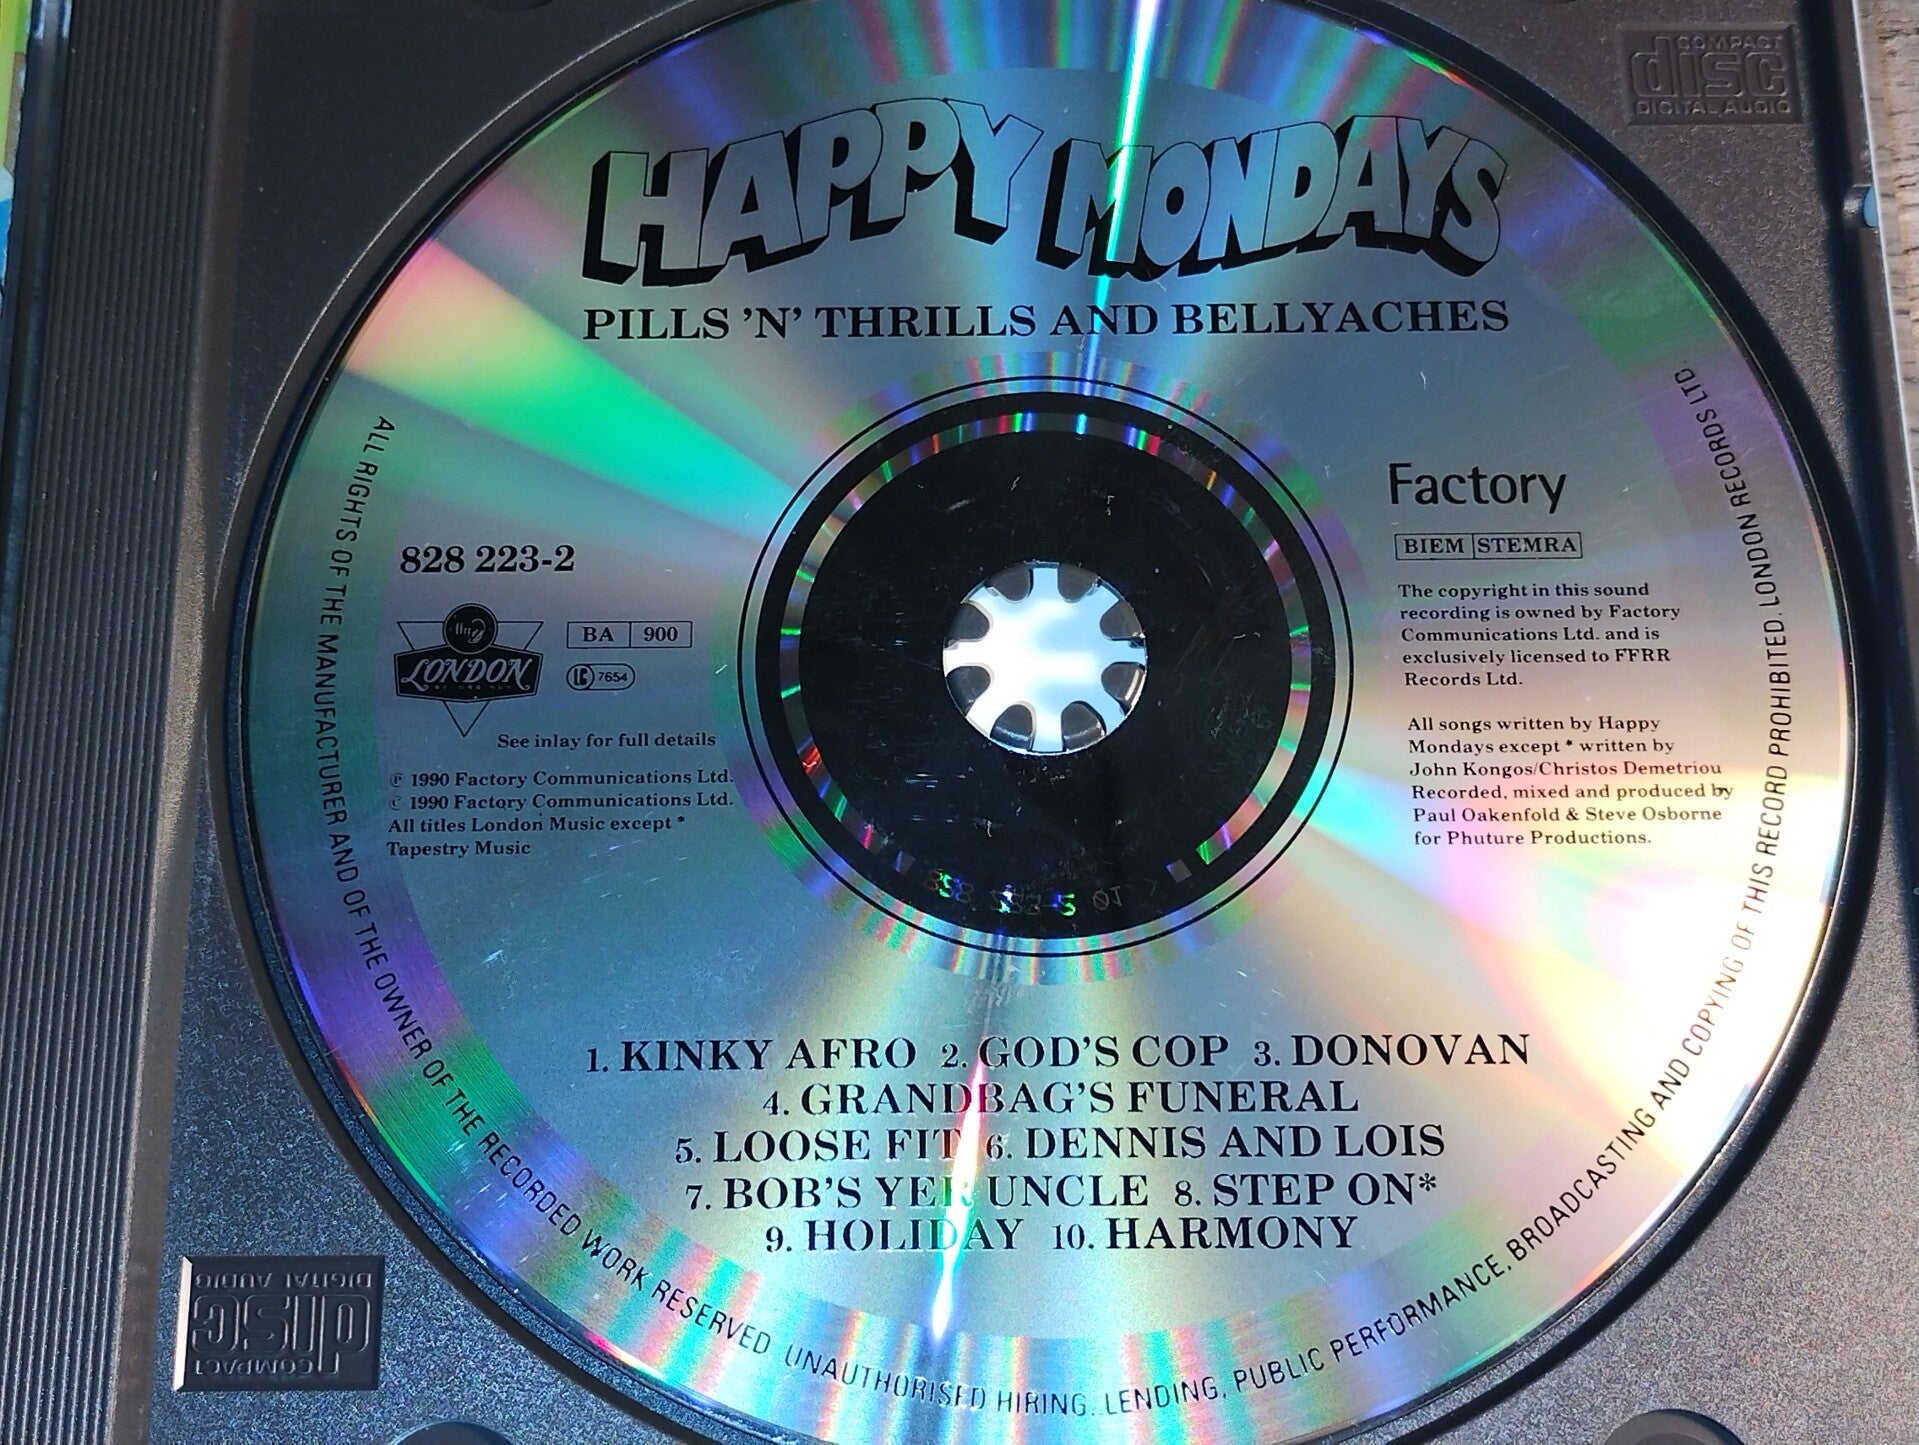 COMPACT
disc
DIGITAL AUDIO
HAPPY MONDAYS
PILLS 'N' THRILLS AND BELLYACHES
Factory
BIEM STEMRA
828 223-2
ffrr
LONDON
BA 900
LC 7654
See inlay for full details
℗ 1990 Factory Communications Ltd.
© 1990 Factory Communications Ltd.
All titles London Music except *
Tapestry Music
The copyright in this sound
recording is owned by Factory
Communications Ltd. and is
exclusively licensed to FFRR
Records Ltd.
All songs written by Happy
Mondays except * written by
John Kongos/Christos Demetriou
Recorded, mixed and produced by
Paul Oakenfold & Steve Osborne
for Phuture Productions.
1. KINKY AFRO 2. GOD'S COP 3. DONOVAN
4. GRANDBAG'S FUNERAL
5. LOOSE FIT 6. DENNIS AND LOIS
7. BOB'S YER UNCLE 8. STEP ON*
9. HOLIDAY 10. HARMONY
ALL RIGHTS OF THE MANUFACTURER AND OF THE OWNER OF THE RECORDED WORK RESERVED UNAUTHORISED HIRING. LENDING, PUBLIC PERFORMANCE, BROADCASTING AND COPYING OF THIS RECORD PROHIBITED. LONDON RECORDS LTD.
COMPACT
disc
DIGITAL AUDIO